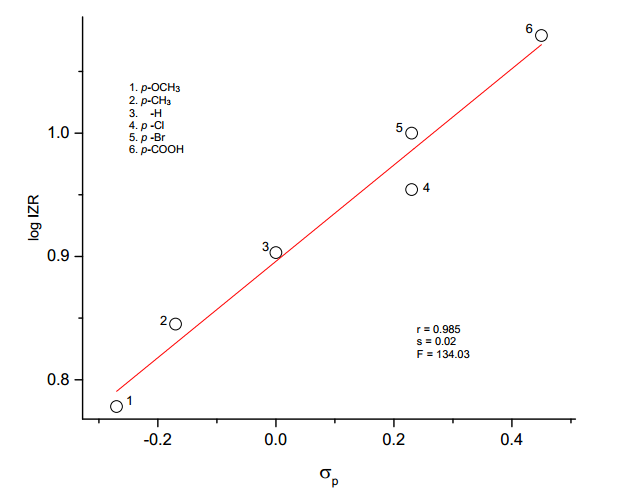 6
1. p-OCH₃
2. p-CH₃
3. -H
4. p -Cl
5. p -Br
6. p-COOH
1.0
5
4
log IZR
3
0.9
2
r = 0.985
s = 0.02
F = 134.03
0.8
1
-0.2 0.0 0.2 0.4
σp